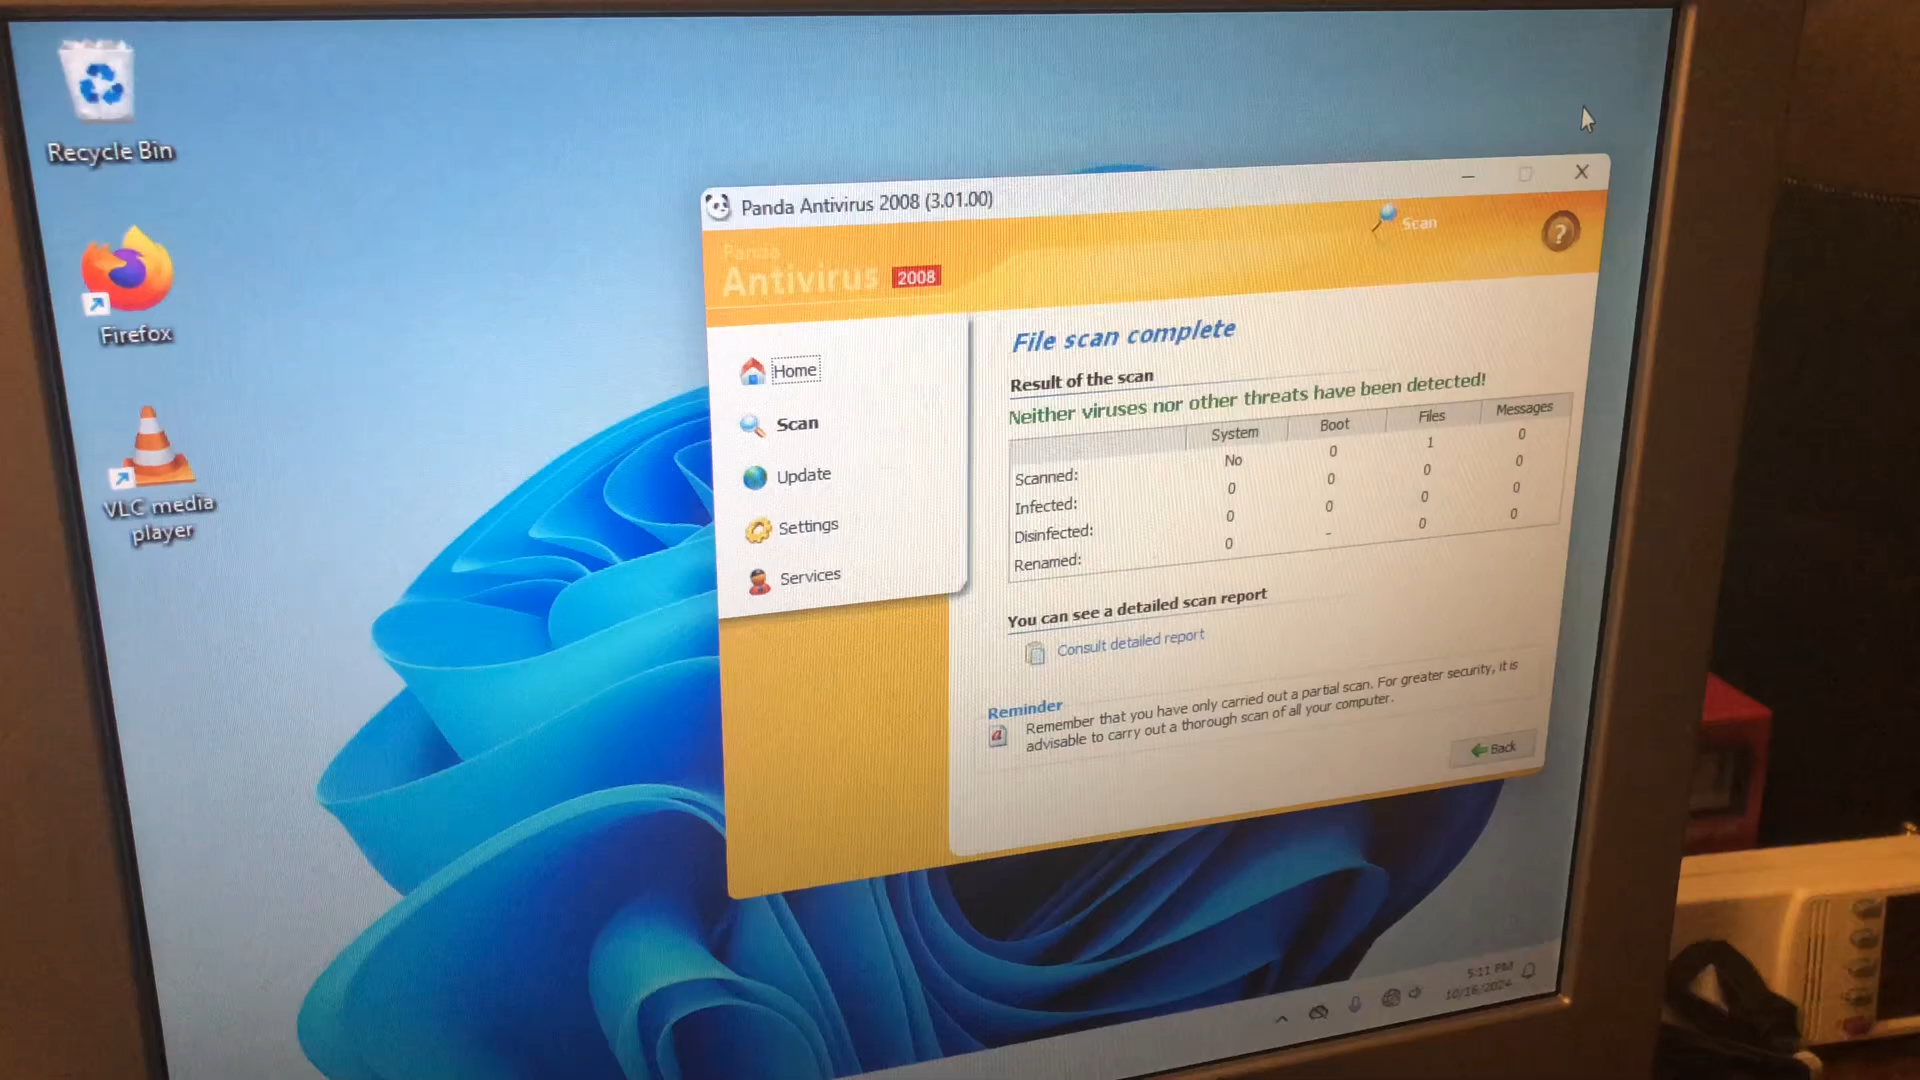 Recycle Bin
Firefox
VLC media
player
Panda Antivirus 2008 (3.01.00)
Panda
Antivirus 2008
Scan
?
Home
Scan
Update
Settings
Services
File scan complete
Result of the scan
Neither viruses nor other threats have been detected!
System Boot Files Messages
Scanned: No 0 1 0
Infected: 0 0 0 0
Disinfected: 0 0 0 0
Renamed: 0 - 0 0
You can see a detailed scan report
Consult detailed report
Reminder
Remember that you have only carried out a partial scan. For greater security, it is
advisable to carry out a thorough scan of all your computer.
Back
5:11 PM
10/16/2024